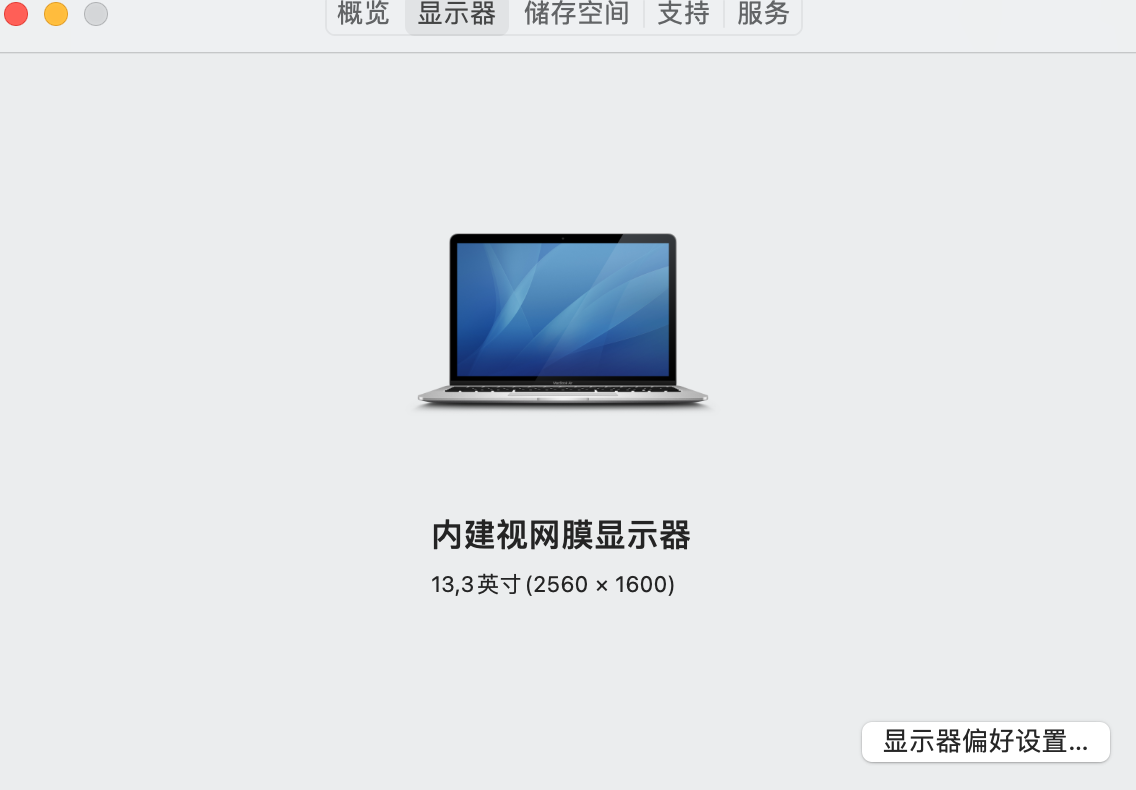 概览 显示器 储存空间 支持 服务
内建视网膜显示器
13,3英寸 (2560 × 1600)
显示器偏好设置...